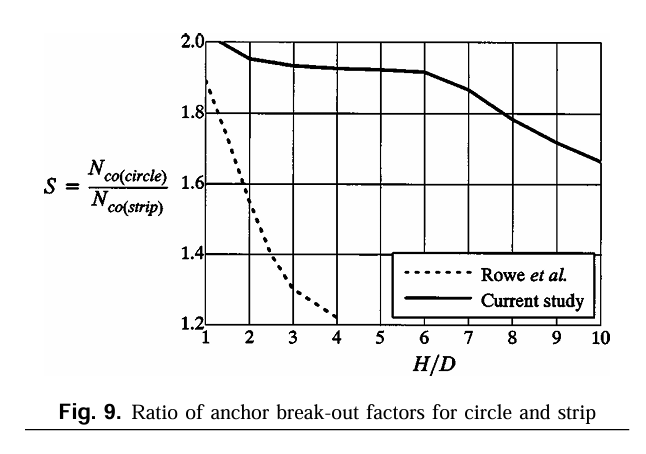 2.0
1.8
S = N_co(circle) / N_co(strip)
1.6
1.4
1.2
Rowe et al.
Current study
1 2 3 4 5 6 7 8 9 10
H/D
Fig. 9. Ratio of anchor break-out factors for circle and strip